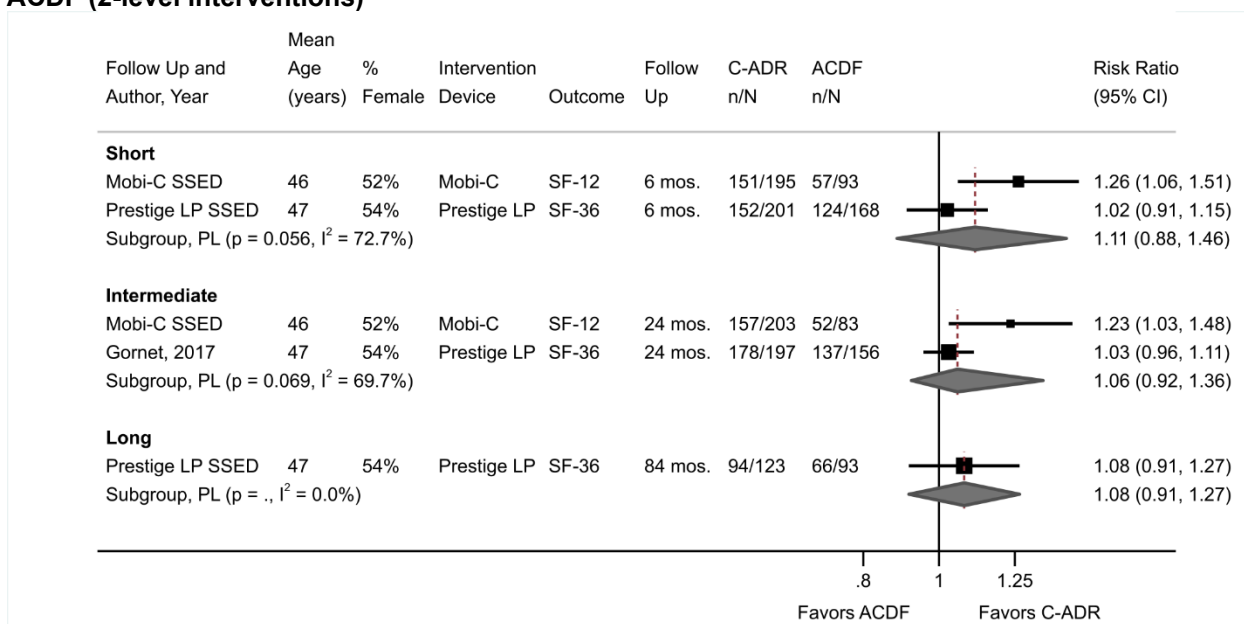 ACDF (2-level interventions)
Mean
Follow Up and Age % Intervention Follow C-ADR ACDF Risk Ratio
Author, Year (years) Female Device Outcome Up n/N n/N (95% CI)
Short
Mobi-C SSED 46 52% Mobi-C SF-12 6 mos. 151/195 57/93 1.26 (1.06, 1.51)
Prestige LP SSED 47 54% Prestige LP SF-36 6 mos. 152/201 124/168 1.02 (0.91, 1.15)
Subgroup, PL (p = 0.056, I² = 72.7%) 1.11 (0.88, 1.46)
Intermediate
Mobi-C SSED 46 52% Mobi-C SF-12 24 mos. 157/203 52/83 1.23 (1.03, 1.48)
Gornet, 2017 47 54% Prestige LP SF-36 24 mos. 178/197 137/156 1.03 (0.96, 1.11)
Subgroup, PL (p = 0.069, I² = 69.7%) 1.06 (0.92, 1.36)
Long
Prestige LP SSED 47 54% Prestige LP SF-36 84 mos. 94/123 66/93 1.08 (0.91, 1.27)
Subgroup, PL (p = ., I² = 0.0%) 1.08 (0.91, 1.27)
.8 1 1.25
Favors ACDF Favors C-ADR